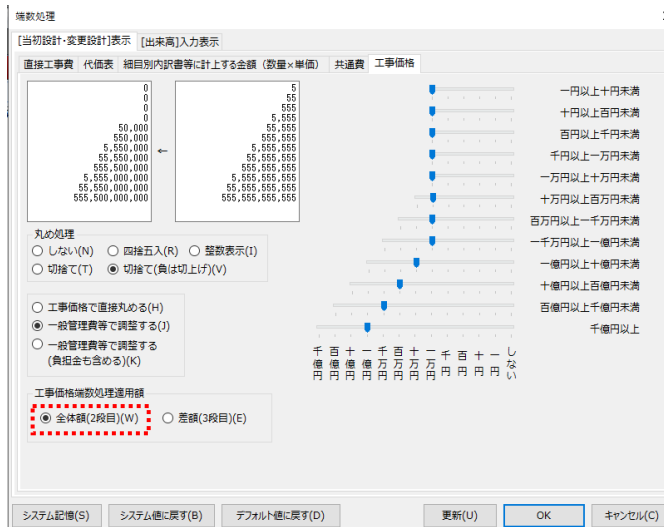 端数処理
[当初設計･変更設計]表示 [出来高]入力表示
直接工事費 代価表 細目別内訳書等に計上する金額（数量×単価） 共通費 工事価格
0
0
0
0
50,000
550,000
5,550,000
55,550,000
555,500,000
5,555,000,000
55,550,000,000
555,500,000,000
←
5
55
555
5,555
55,555
555,555
5,555,555
55,555,555
555,555,555
5,555,555,555
55,555,555,555
555,555,555,555
一円以上十円未満
十円以上百円未満
百円以上千円未満
千円以上一万円未満
一万円以上十万円未満
十万円以上百万円未満
百万円以上一千万円未満
一千万円以上一億円未満
一億円以上十億円未満
十億円以上百億円未満
百億円以上千億円未満
千億円以上
千億円 百億円 十億円 一億円 千万円 百万円 十万円 一万円 千円 百円 十円 一円 しない
丸め処理
しない(N) 四捨五入(R) 整数表示(I)
切捨て(T) 切捨て(負は切上げ)(V)
工事価格で直接丸める(H)
一般管理費等で調整する(J)
一般管理費等で調整する
(負担金も含める)(K)
工事価格端数処理適用額
全体額(2段目)(W) 差額(3段目)(E)
システム記憶(S) システム値に戻す(B) デフォルト値に戻す(D) 更新(U) OK キャンセル(C)